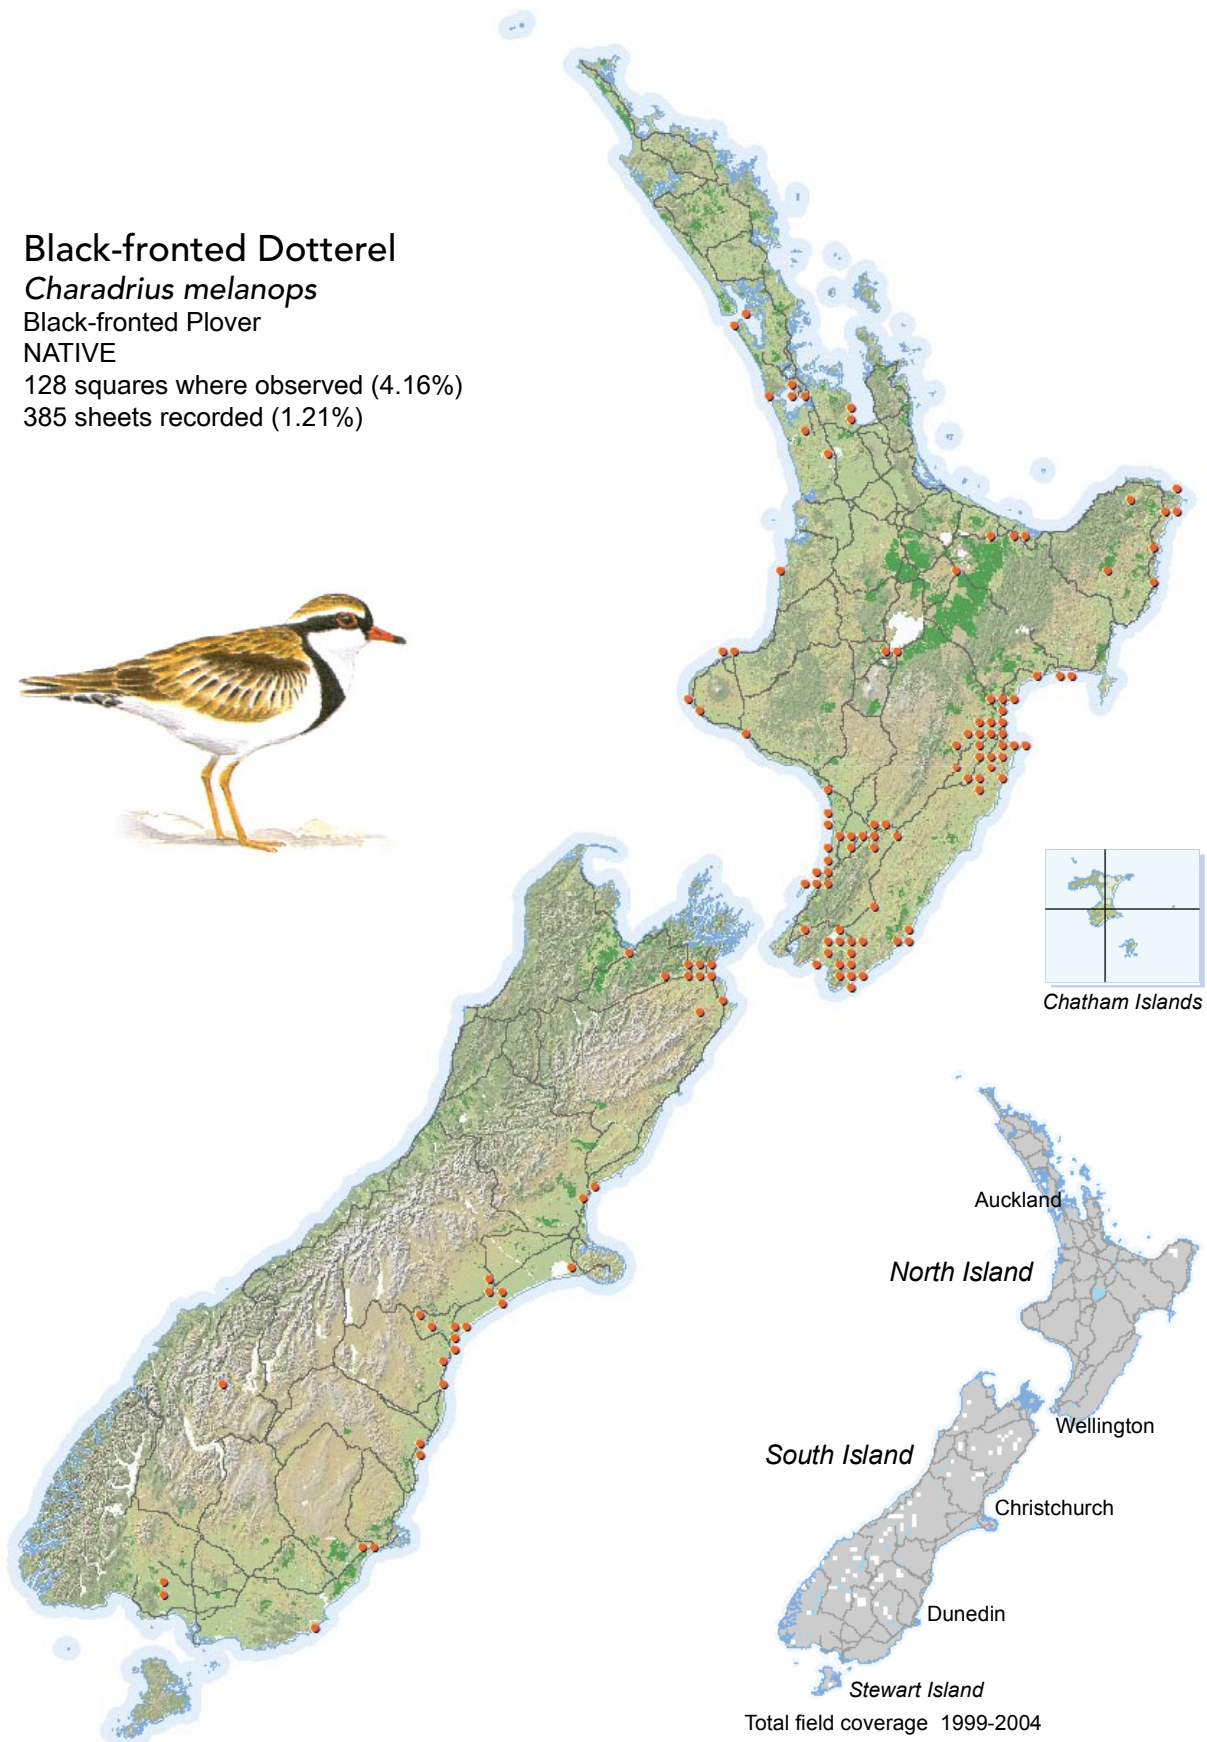 Black-fronted Dotterel
Charadrius melanops
Black-fronted Plover
NATIVE
128 squares where observed (4.16%)
385 sheets recorded (1.21%)
Chatham Islands
Auckland
North Island
Wellington
South Island
Christchurch
Dunedin
Stewart Island
Total field coverage 1999-2004